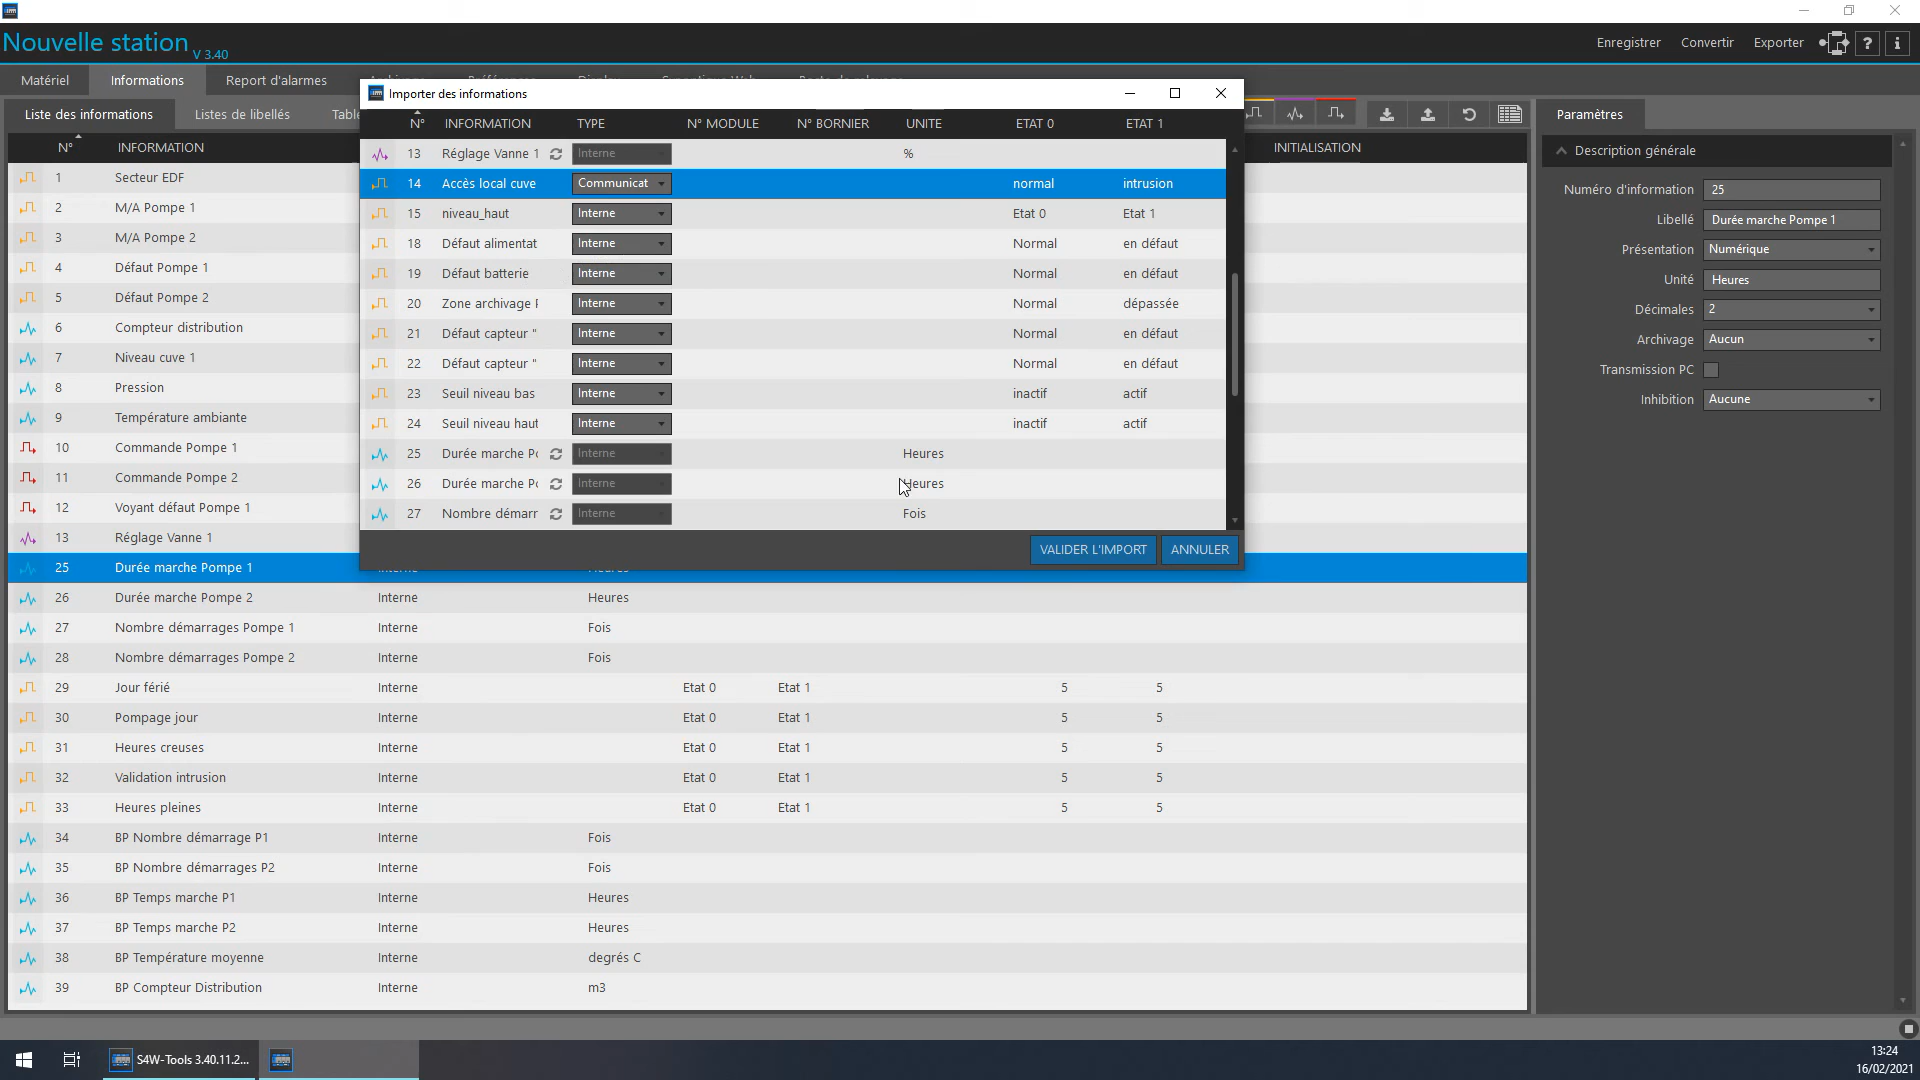 Nouvelle station V 3.40
Enregistrer Convertir Exporter ? i
Matériel Informations Report d'alarmes
Liste des informations Listes de libellés Table
N° INFORMATION INITIALISATION
1 Secteur EDF
2 M/A Pompe 1
3 M/A Pompe 2
4 Défaut Pompe 1
5 Défaut Pompe 2
6 Compteur distribution
7 Niveau cuve 1
8 Pression
9 Température ambiante
10 Commande Pompe 1
11 Commande Pompe 2
12 Voyant défaut Pompe 1
13 Réglage Vanne 1
25 Durée marche Pompe 1 Interne Heures
26 Durée marche Pompe 2 Interne Heures
27 Nombre démarrages Pompe 1 Interne Fois
28 Nombre démarrages Pompe 2 Interne Fois
29 Jour férié Interne Etat 0 Etat 1 5 5
30 Pompage jour Interne Etat 0 Etat 1 5 5
31 Heures creuses Interne Etat 0 Etat 1 5 5
32 Validation intrusion Interne Etat 0 Etat 1 5 5
33 Heures pleines Interne Etat 0 Etat 1 5 5
34 BP Nombre démarrage P1 Interne Fois
35 BP Nombre démarrages P2 Interne Fois
36 BP Temps marche P1 Interne Heures
37 BP Temps marche P2 Interne Heures
38 BP Température moyenne Interne degrés C
39 BP Compteur Distribution Interne m3
Importer des informations
N° INFORMATION TYPE N° MODULE N° BORNIER UNITE ETAT 0 ETAT 1
13 Réglage Vanne 1 Interne %
14 Accès local cuve Communicat normal intrusion
15 niveau_haut Interne Etat 0 Etat 1
18 Défaut alimentat Interne Normal en défaut
19 Défaut batterie Interne Normal en défaut
20 Zone archivage Interne Normal dépassée
21 Défaut capteur " Interne Normal en défaut
22 Défaut capteur " Interne Normal en défaut
23 Seuil niveau bas Interne inactif actif
24 Seuil niveau haut Interne inactif actif
25 Durée marche Interne Heures
26 Durée marche Interne Heures
27 Nombre démarr Interne Fois
VALIDER L'IMPORT ANNULER
Paramètres
Description générale
Numéro d'information 25
Libellé Durée marche Pompe 1
Présentation Numérique
Unité Heures
Décimales 2
Archivage Aucun
Transmission PC
Inhibition Aucune
S4W-Tools 3.40.11.2...
13:24
16/02/2021